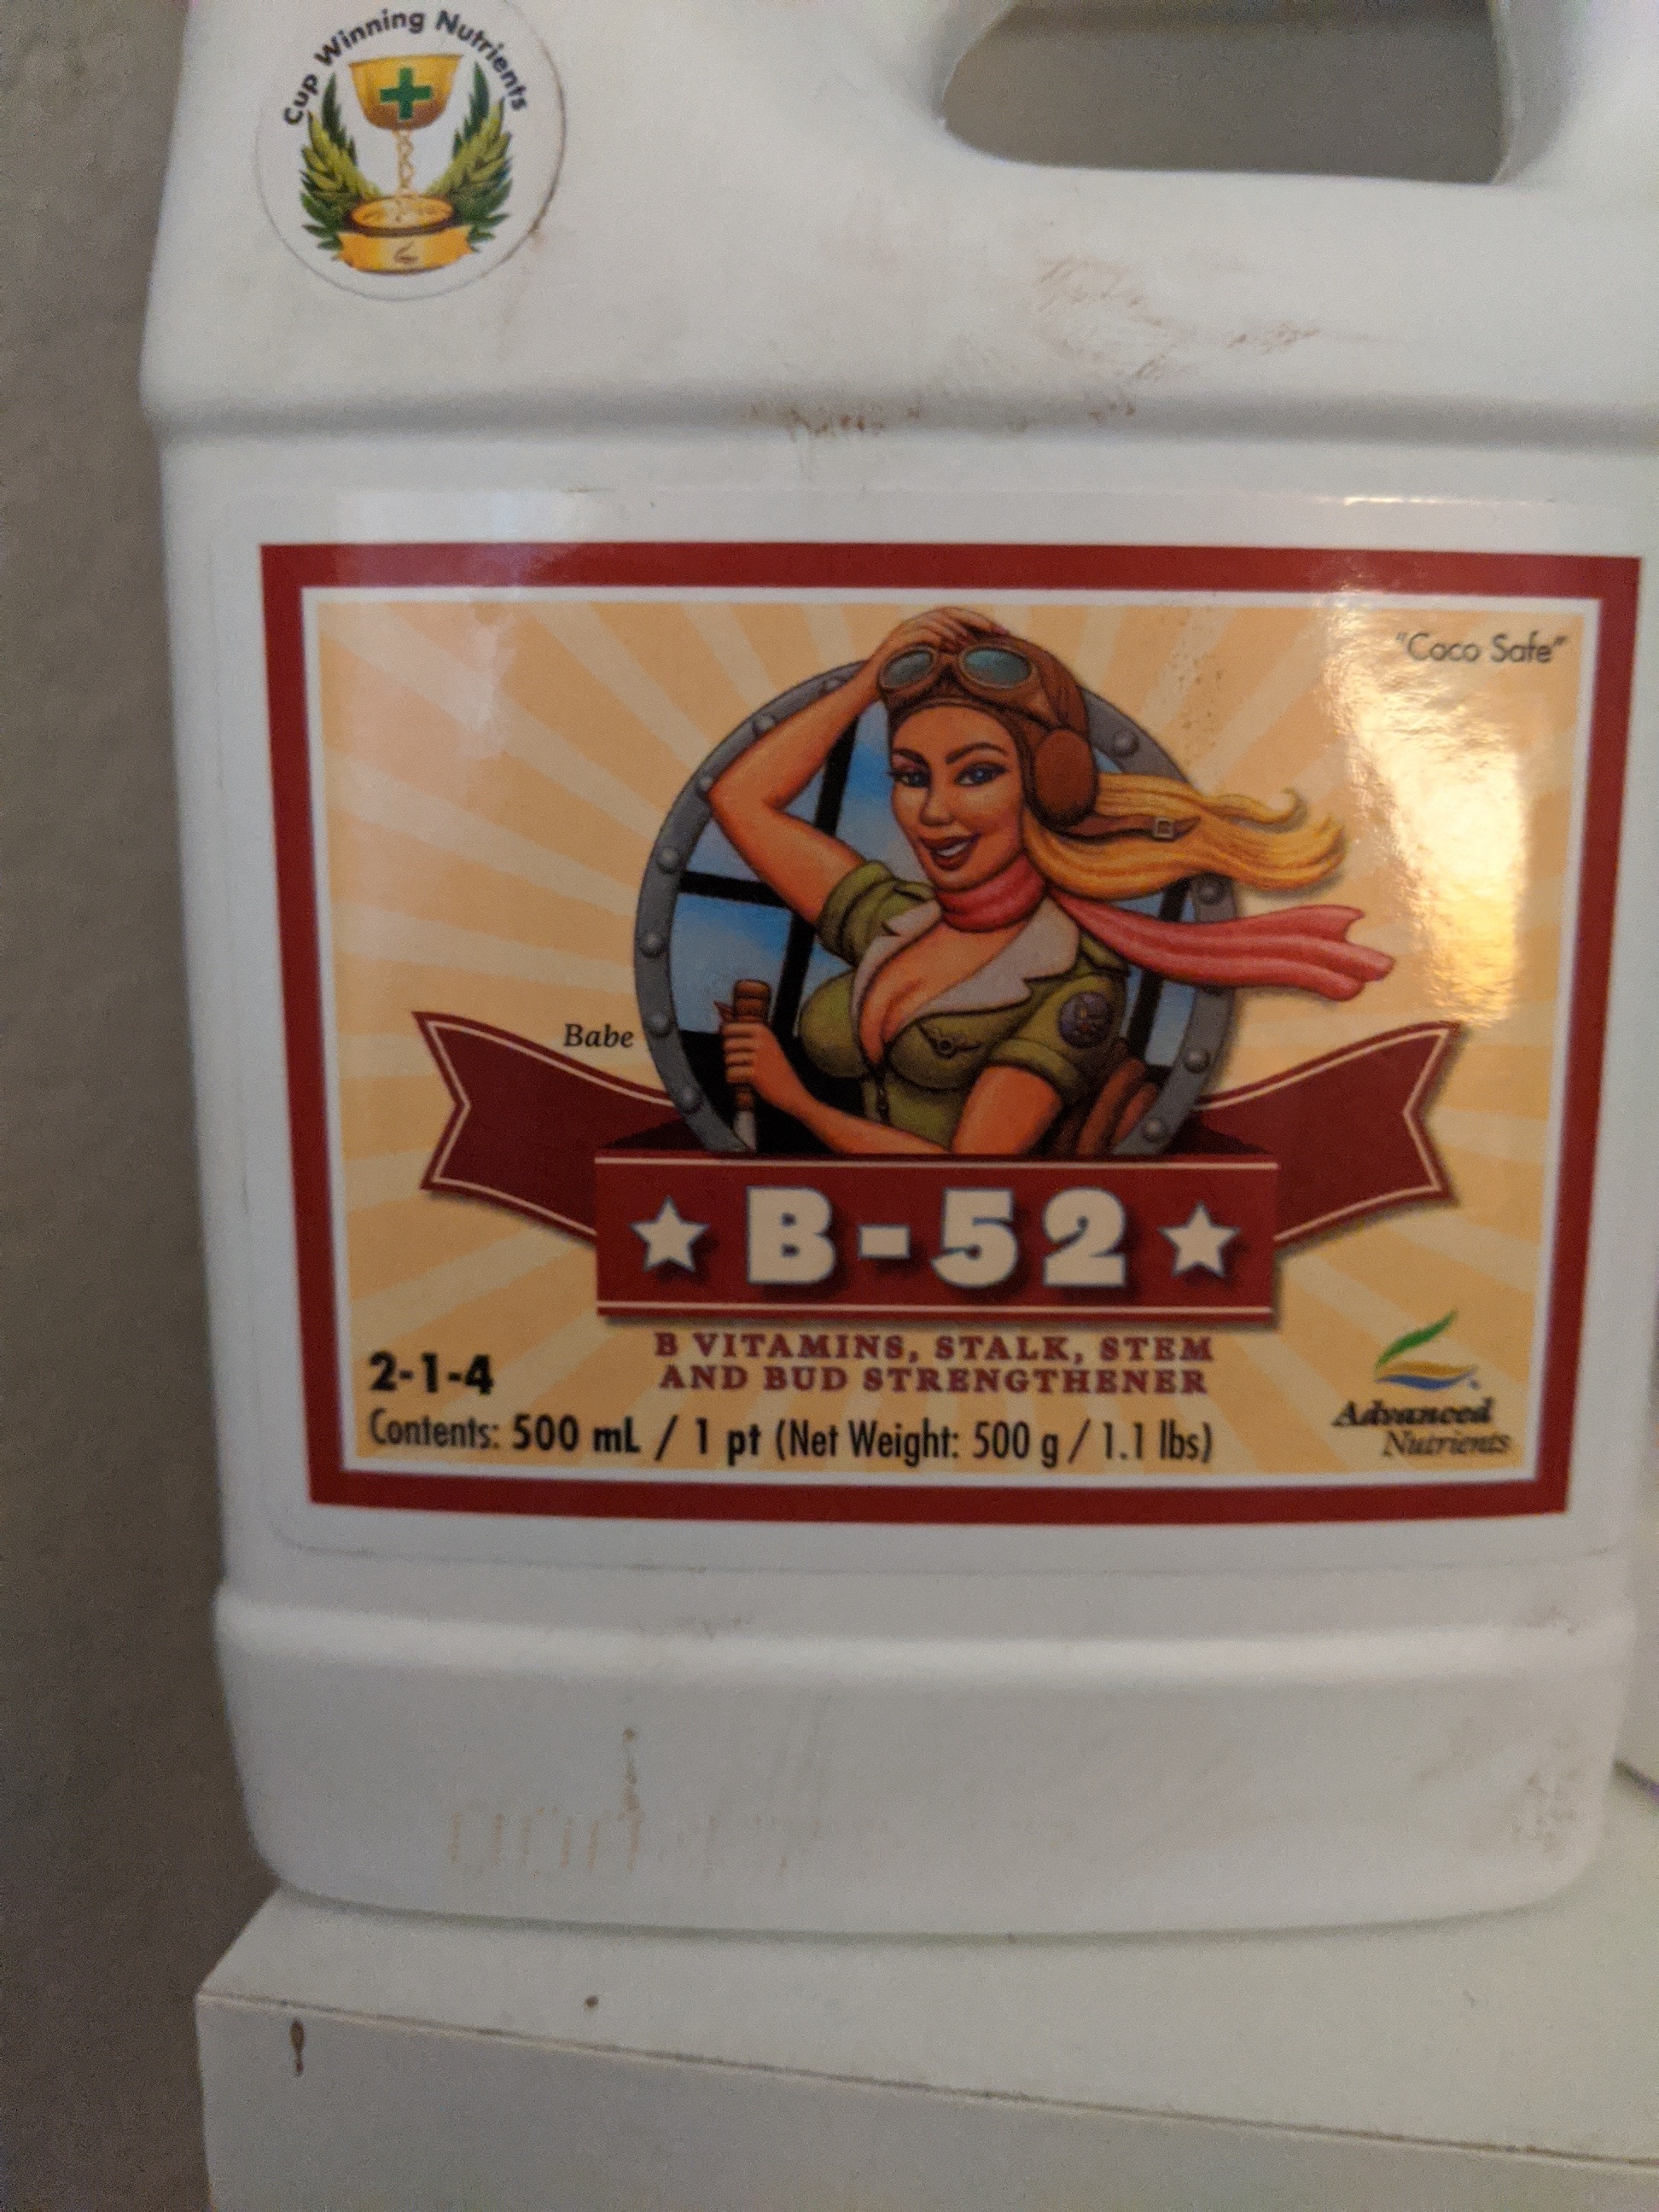 Cup Winning Nutrients
"Coco Safe"
Babe
B-52
B VITAMINS, STALK, STEM
AND BUD STRENGTHENER
2-1-4
Contents: 500 mL / 1 pt (Net Weight: 500 g / 1.1 lbs)
Advanced
Nutrients